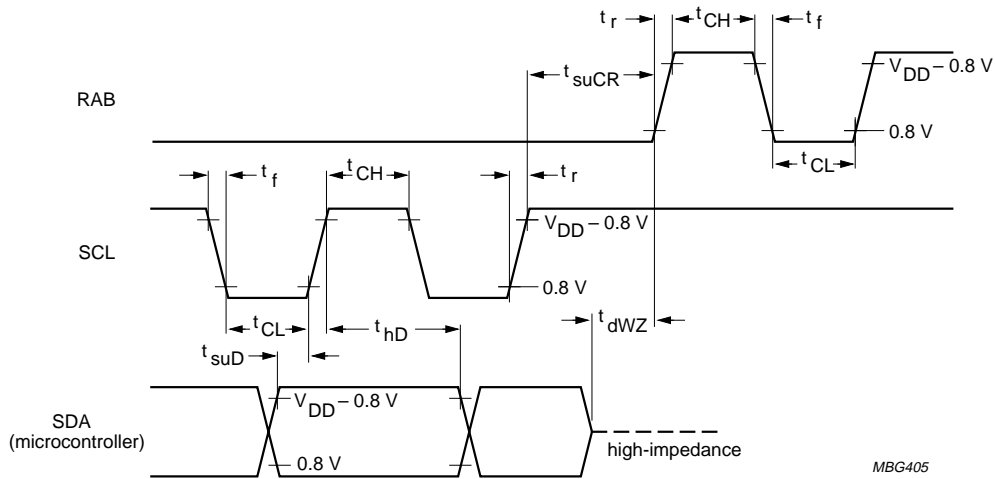 t r
t CH
t f
t suCR
V DD – 0.8 V
RAB
0.8 V
t CL
t f
t CH
t r
V DD – 0.8 V
SCL
0.8 V
t CL
t hD
t dWZ
t suD
V DD – 0.8 V
SDA
(microcontroller)
high-impedance
0.8 V
MBG405